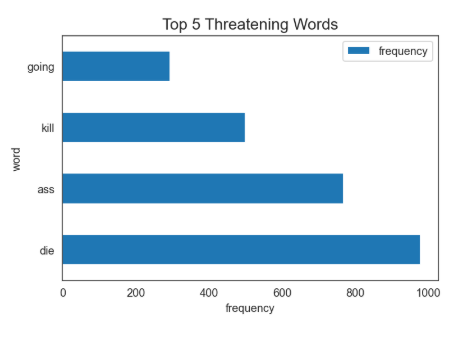 Top 5 Threatening Words
frequency
going
kill
ass
die
word
0 200 400 600 800 1000
frequency